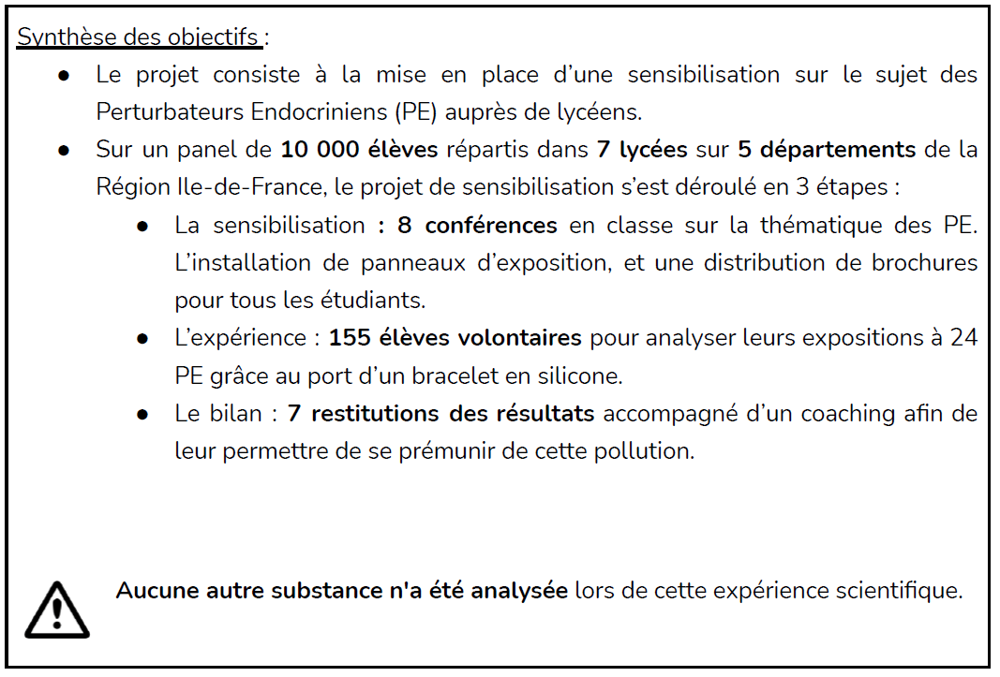 Synthèse des objectifs :
● Le projet consiste à la mise en place d'une sensibilisation sur le sujet des
Perturbateurs Endocriniens (PE) auprès de lycéens.
● Sur un panel de 10 000 élèves répartis dans 7 lycées sur 5 départements de la
Région Ile-de-France, le projet de sensibilisation s'est déroulé en 3 étapes :
● La sensibilisation : 8 conférences en classe sur la thématique des PE.
L'installation de panneaux d'exposition, et une distribution de brochures
pour tous les étudiants.
● L'expérience : 155 élèves volontaires pour analyser leurs expositions à 24
PE grâce au port d'un bracelet en silicone.
● Le bilan : 7 restitutions des résultats accompagné d'un coaching afin de
leur permettre de se prémunir de cette pollution.
Aucune autre substance n'a été analysée lors de cette expérience scientifique.